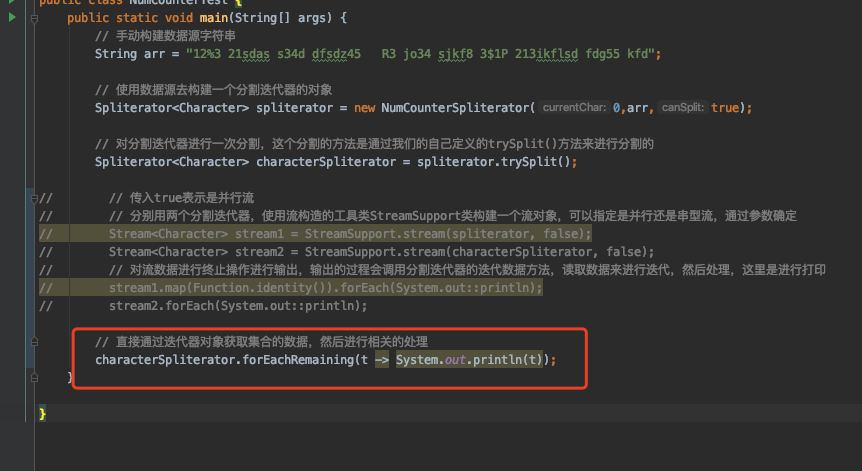 public class NumCounterTest {
public static void main(String[] args) {
// 手动构建数据源字符串
String arr = "12%3 21sdas s34d dfsdz45   R3 jo34 sjkf8 3$1P 213ikflsd fdg55 kfd";
// 使用数据源去构建一个分割迭代器的对象
Spliterator<Character> spliterator = new NumCounterSpliterator( currentChar: 0,arr, canSplit: true);
// 对分割迭代器进行一次分割，这个分割的方法是通过我们的自己定义的trySplit()方法来进行分割的
Spliterator<Character> characterSpliterator = spliterator.trySplit();
//        // 传入true表示是并行流
//        // 分别用两个分割迭代器，使用流构造的工具类StreamSupport类构建一个流对象，可以指定是并行还是串型流，通过参数确定
//        Stream<Character> stream1 = StreamSupport.stream(spliterator, false);
//        Stream<Character> stream2 = StreamSupport.stream(characterSpliterator, false);
//        // 对流数据进行终止操作进行输出，输出的过程会调用分割迭代器的迭代数据方法，读取数据来进行迭代，然后处理，这里是进行打印
//        stream1.map(Function.identity()).forEach(System.out::println);
//        stream2.forEach(System.out::println);
// 直接通过迭代器对象获取集合的数据，然后进行相关的处理
characterSpliterator.forEachRemaining(t -> System.out.println(t));
}
}